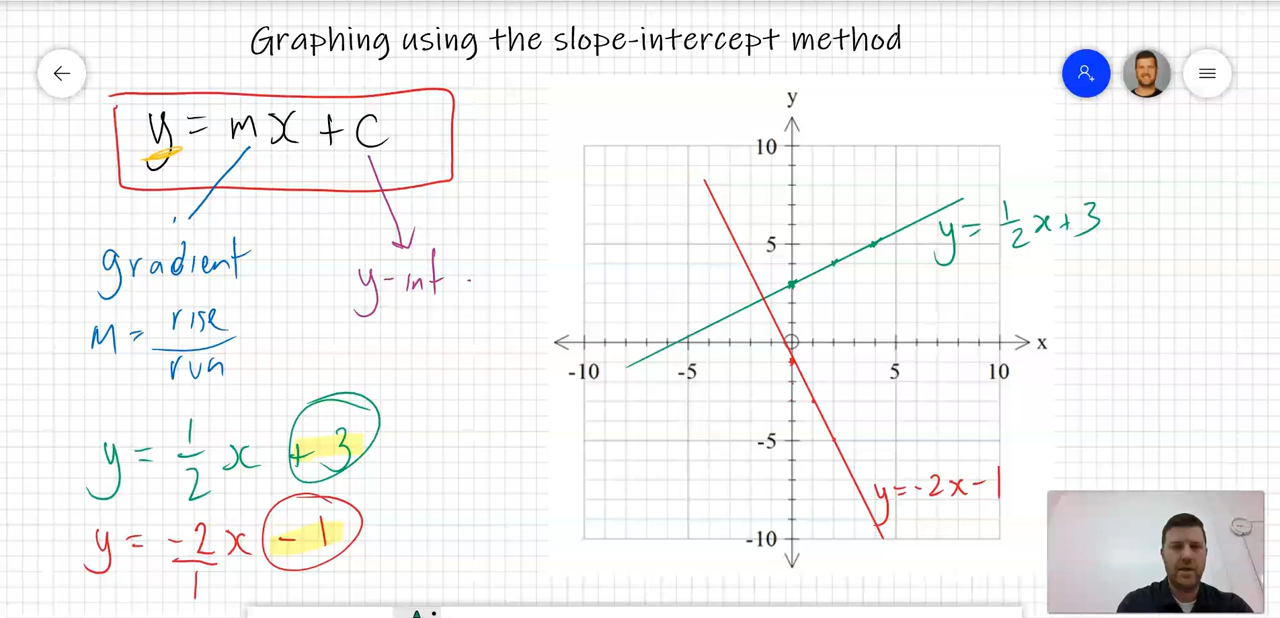 Graphing using the slope-intercept method
y = mx + c
gradient
y-int.
m = rise/run
y = 1/2 x + 3
y = -2/1 x - 1
y
10
5
-10 -5 5 10 x
-5
-10
y = 1/2 x + 3
y = -2x - 1